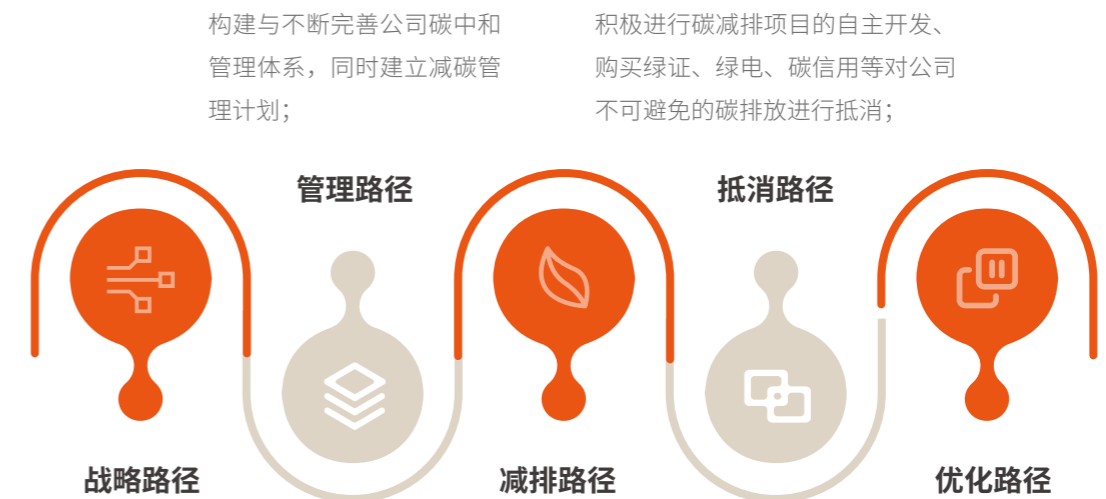 构建与不断完善公司碳中和
管理体系，同时建立减碳管
理计划；
积极进行碳减排项目的自主开发、
购买绿证、绿电、碳信用等对公司
不可避免的碳排放进行抵消；
管理路径
抵消路径
战略路径
减排路径
优化路径